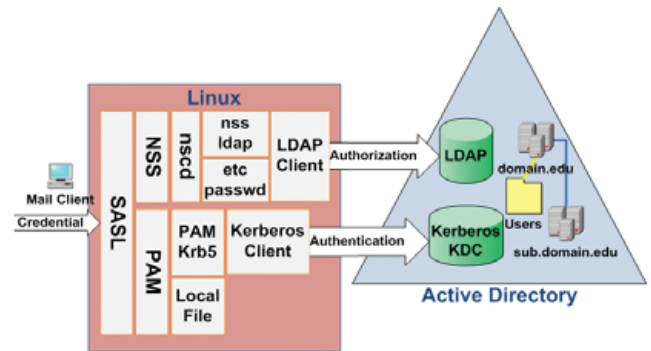 Linux
Mail Client
Credential
SASL
NSS
nscd
nss
ldap
etc
passwd
LDAP
Client
Authorization
PAM
PAM
Krb5
Local
File
Kerberos
Client
Authentication
LDAP
domain.edu
Users
Kerberos
KDC
sub.domain.edu
Active Directory